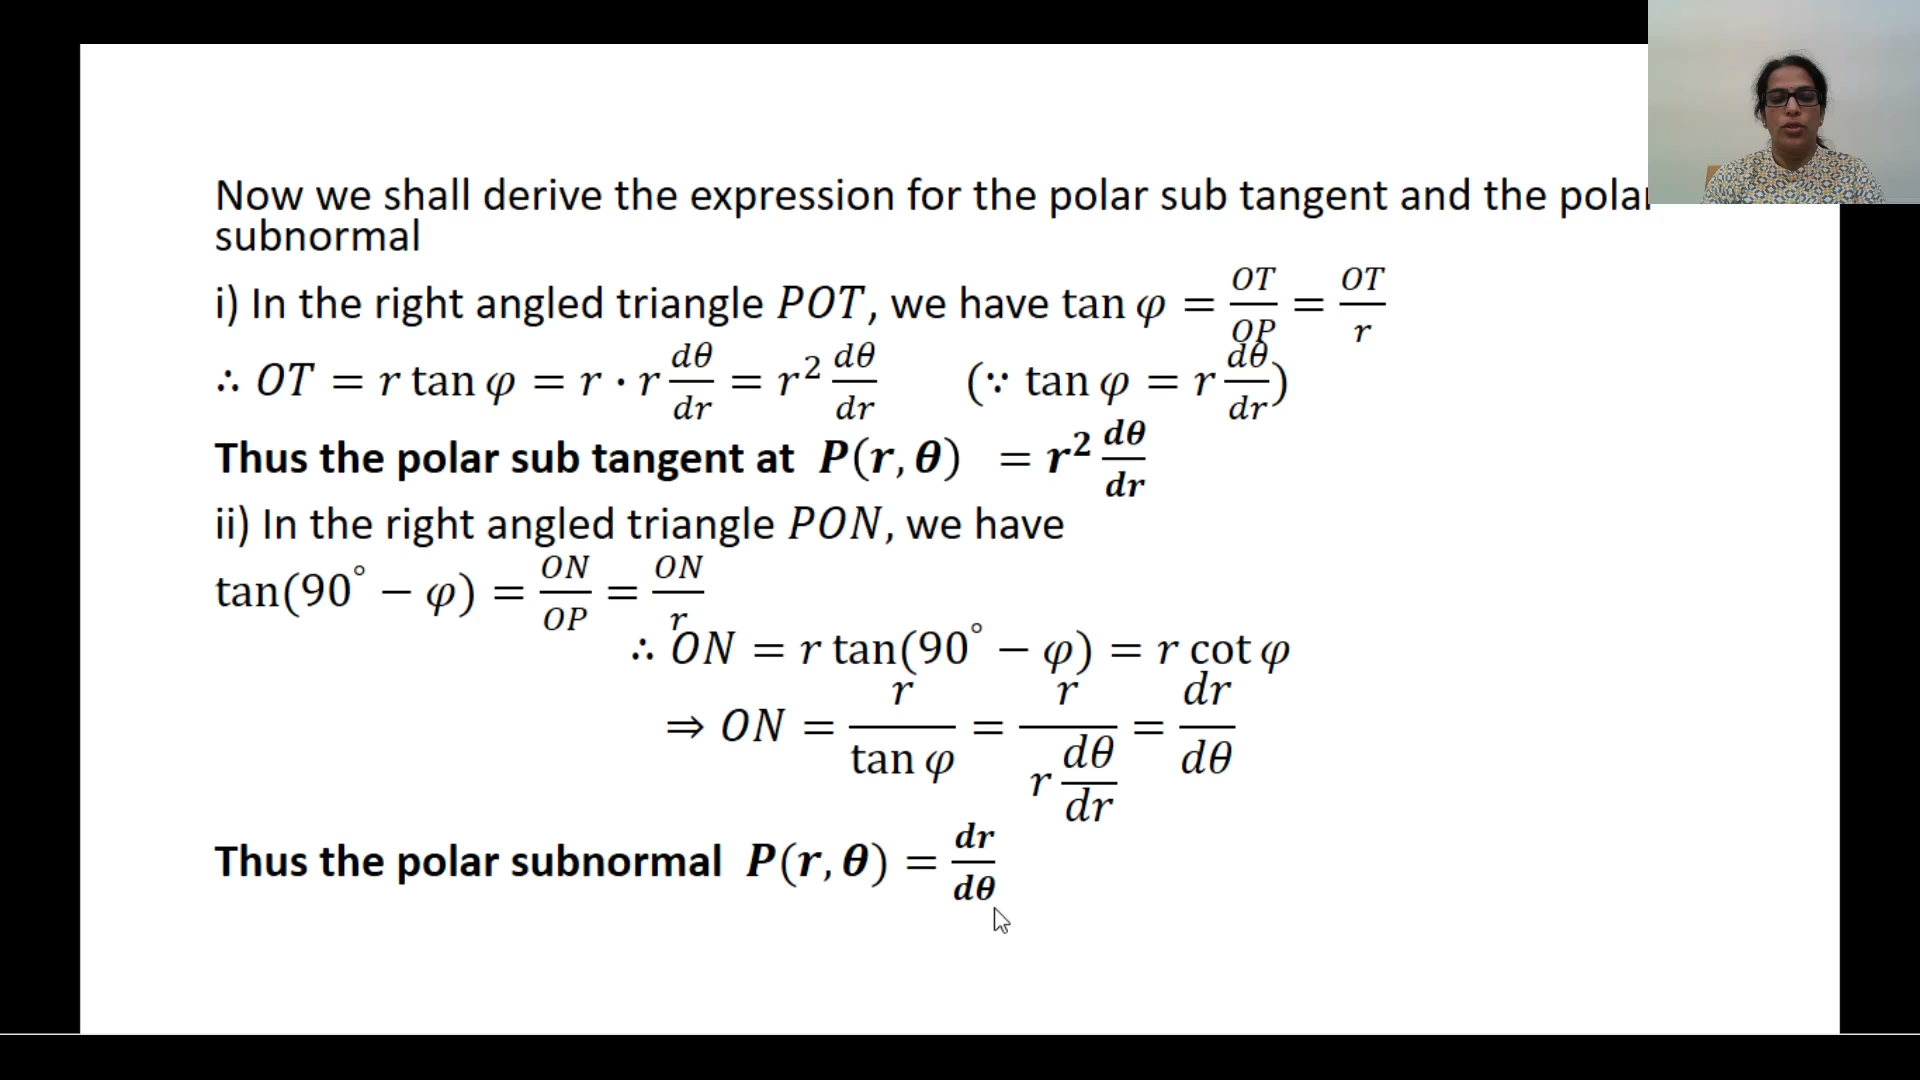 Now we shall derive the expression for the polar sub tangent and the polar
subnormal
i) In the right angled triangle POT, we have tan φ = OT/OP = OT/r
∴ OT = r tan φ = r · r dθ/dr = r² dθ/dr (∵ tan φ = r dθ/dr)
Thus the polar sub tangent at P(r, θ) = r² dθ/dr
ii) In the right angled triangle PON, we have
tan(90° − φ) = ON/OP = ON/r
∴ ON = r tan(90° − φ) = r cot φ
⇒ ON = r/tan φ = r/(r dθ/dr) = dr/dθ
Thus the polar subnormal P(r, θ) = dr/dθ